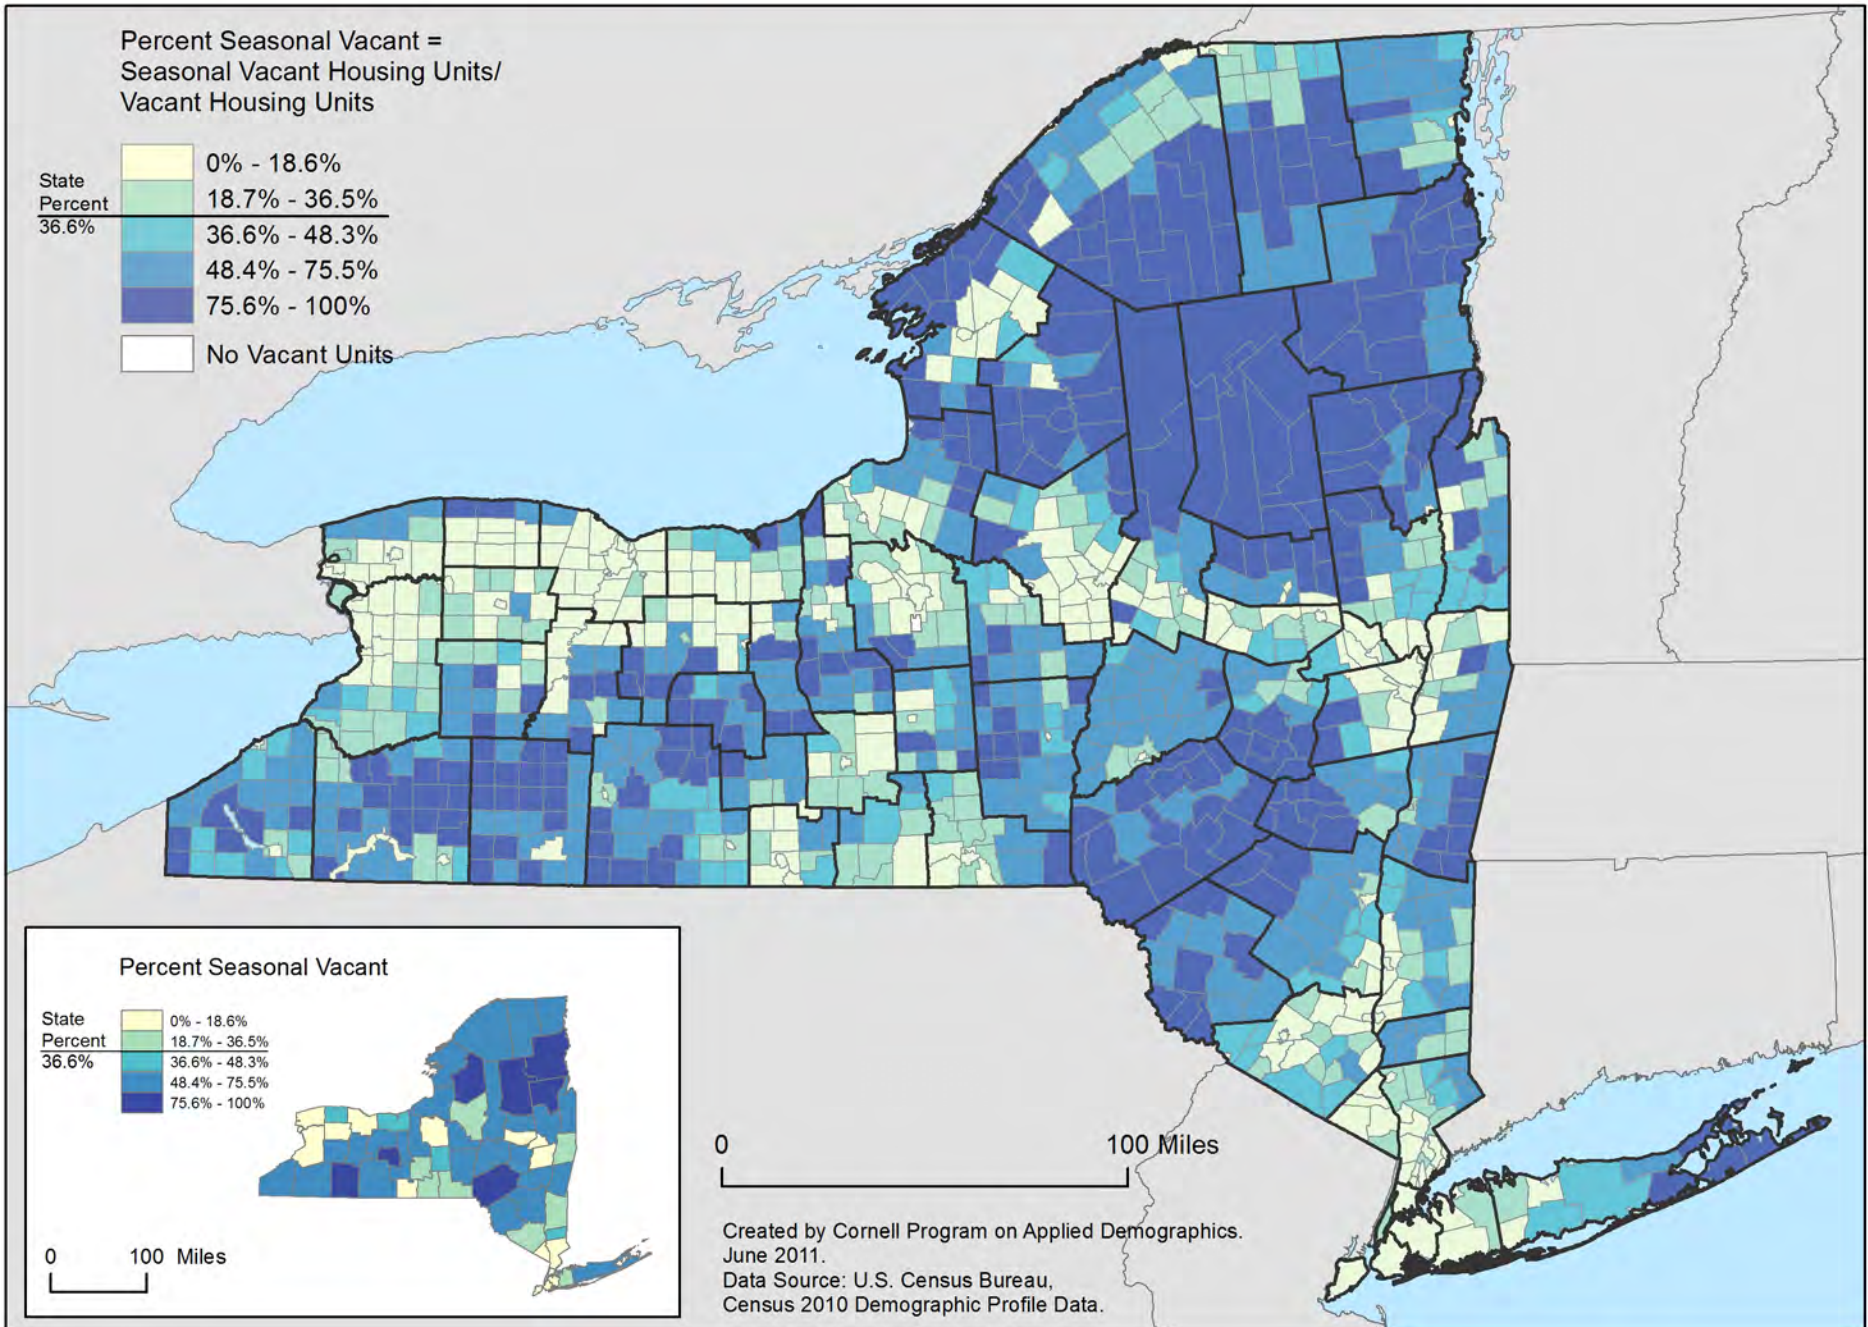 Percent Seasonal Vacant =
Seasonal Vacant Housing Units/
Vacant Housing Units
State
Percent
36.6%
0% - 18.6%
18.7% - 36.5%
36.6% - 48.3%
48.4% - 75.5%
75.6% - 100%
No Vacant Units
Percent Seasonal Vacant
State
Percent
36.6%
0% - 18.6%
18.7% - 36.5%
36.6% - 48.3%
48.4% - 75.5%
75.6% - 100%
0 100 Miles
0 100 Miles
Created by Cornell Program on Applied Demographics.
June 2011.
Data Source: U.S. Census Bureau,
Census 2010 Demographic Profile Data.